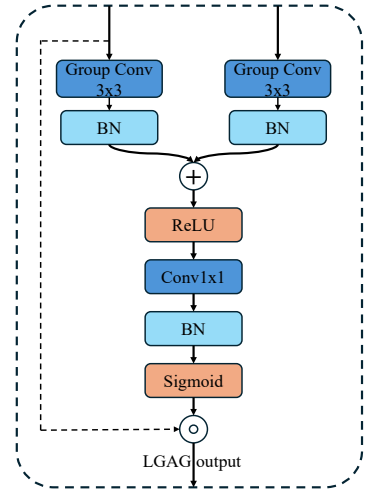 Group Conv
3x3
Group Conv
3x3
BN
BN
+
ReLU
Conv1x1
BN
Sigmoid
LGAG output